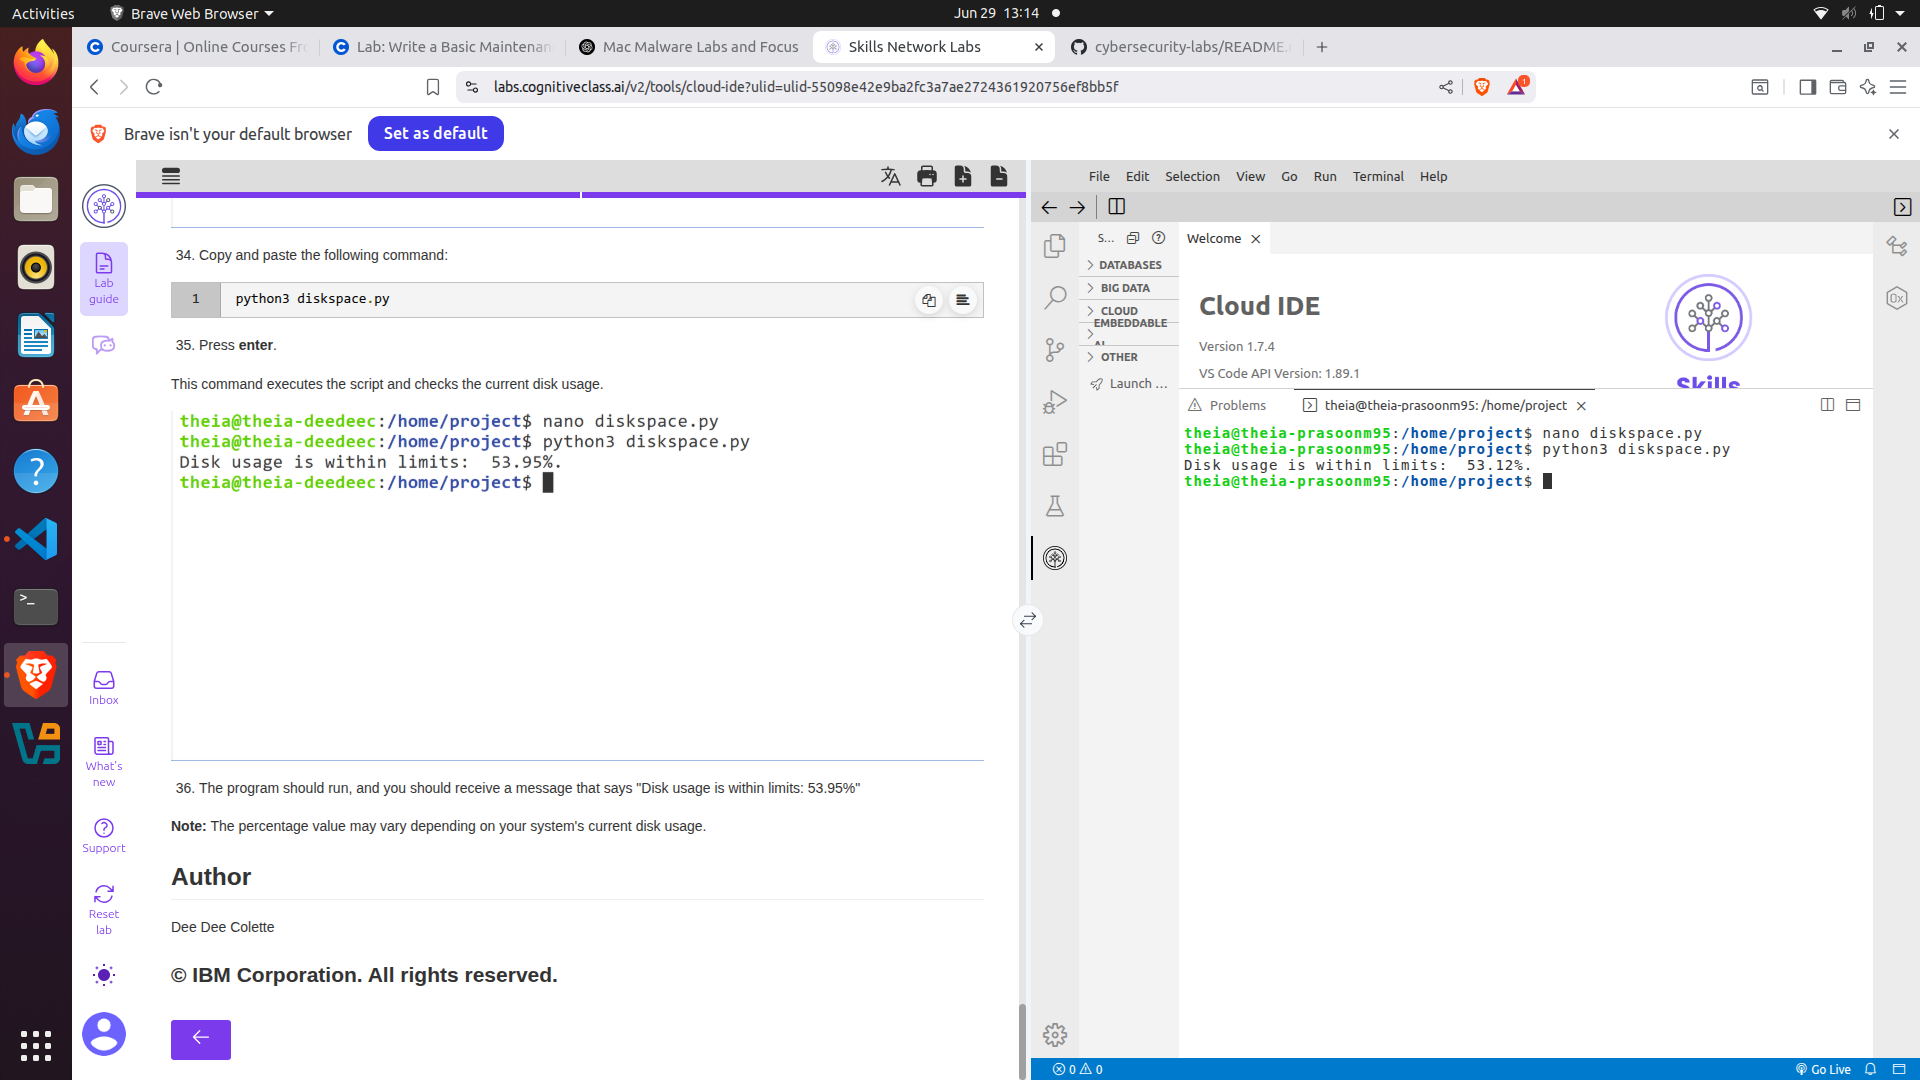 Activities
Brave Web Browser
Jun 29 13:14
Coursera | Online Courses Fr
Lab: Write a Basic Maintenan
Mac Malware Labs and Focus
Skills Network Labs
cybersecurity-labs/README.
labs.cognitiveclass.ai/v2/tools/cloud-ide?ulid=ulid-55098e42e9ba2fc3a7ae2724361920756ef8bb5f
1
Brave isn't your default browser
Set as default
Lab
guide
Inbox
What's
new
Support
Reset
lab
34. Copy and paste the following command:
1 python3 diskspace.py
35. Press enter.
This command executes the script and checks the current disk usage.
theia@theia-deedeec:/home/project$ nano diskspace.py
theia@theia-deedeec:/home/project$ python3 diskspace.py
Disk usage is within limits:  53.95%.
theia@theia-deedeec:/home/project$
36. The program should run, and you should receive a message that says "Disk usage is within limits: 53.95%"
Note: The percentage value may vary depending on your system's current disk usage.
Author
Dee Dee Colette
© IBM Corporation. All rights reserved.
File Edit Selection View Go Run Terminal Help
S...
DATABASES
BIG DATA
CLOUD
EMBEDDABLE
AI
OTHER
Launch ...
Welcome
Cloud IDE
Version 1.7.4
VS Code API Version: 1.89.1
Skills
Problems
theia@theia-prasoonm95: /home/project
theia@theia-prasoonm95:/home/project$ nano diskspace.py
theia@theia-prasoonm95:/home/project$ python3 diskspace.py
Disk usage is within limits:  53.12%.
theia@theia-prasoonm95:/home/project$
0 0
Go Live